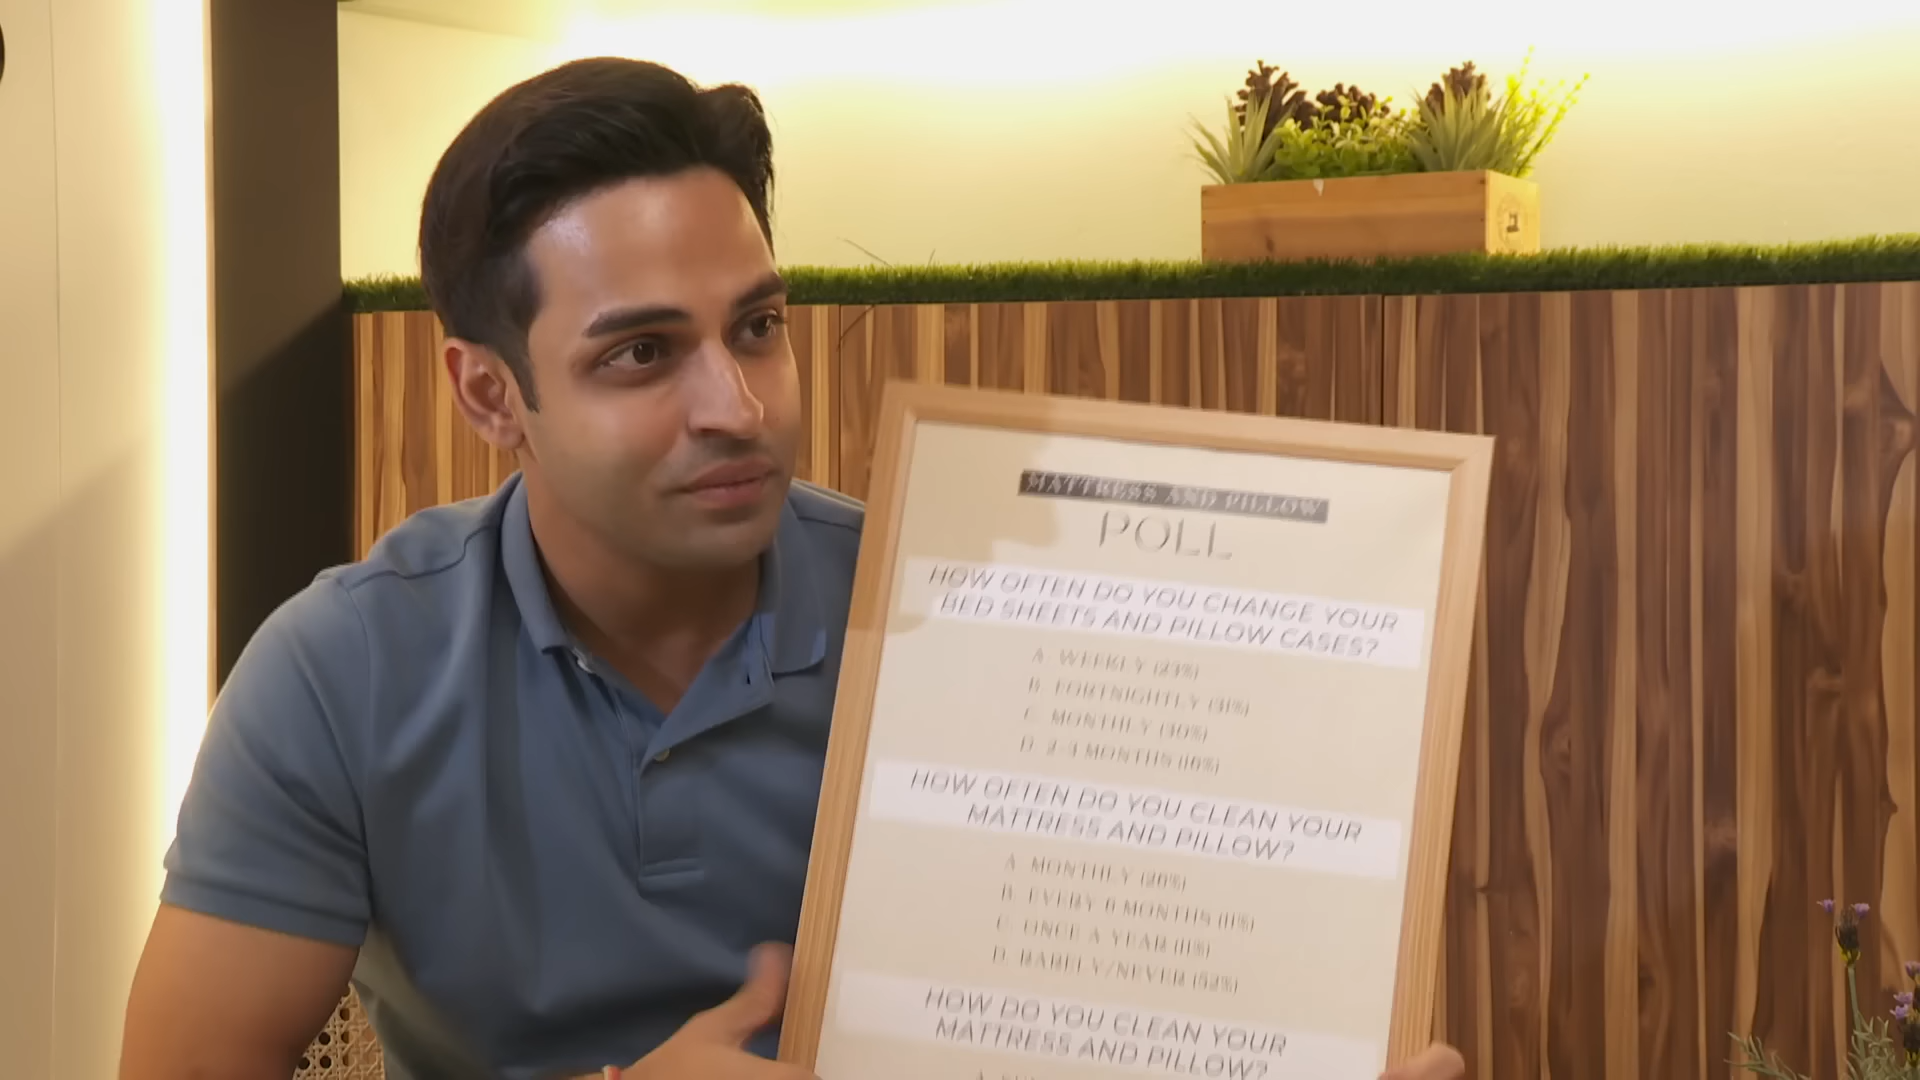 MATTRESS AND PILLOW
POLL
HOW OFTEN DO YOU CHANGE YOUR
BED SHEETS AND PILLOW CASES?
A. WEEKLY (23%)
B. FORTNIGHTLY (31%)
C. MONTHLY (30%)
D. 2-3 MONTHS (16%)
HOW OFTEN DO YOU CLEAN YOUR
MATTRESS AND PILLOW?
A. MONTHLY (26%)
B. EVERY 6 MONTHS (11%)
C. ONCE A YEAR (11%)
D. RARELY/NEVER (52%)
HOW DO YOU CLEAN YOUR
MATTRESS AND PILLOW?
A.